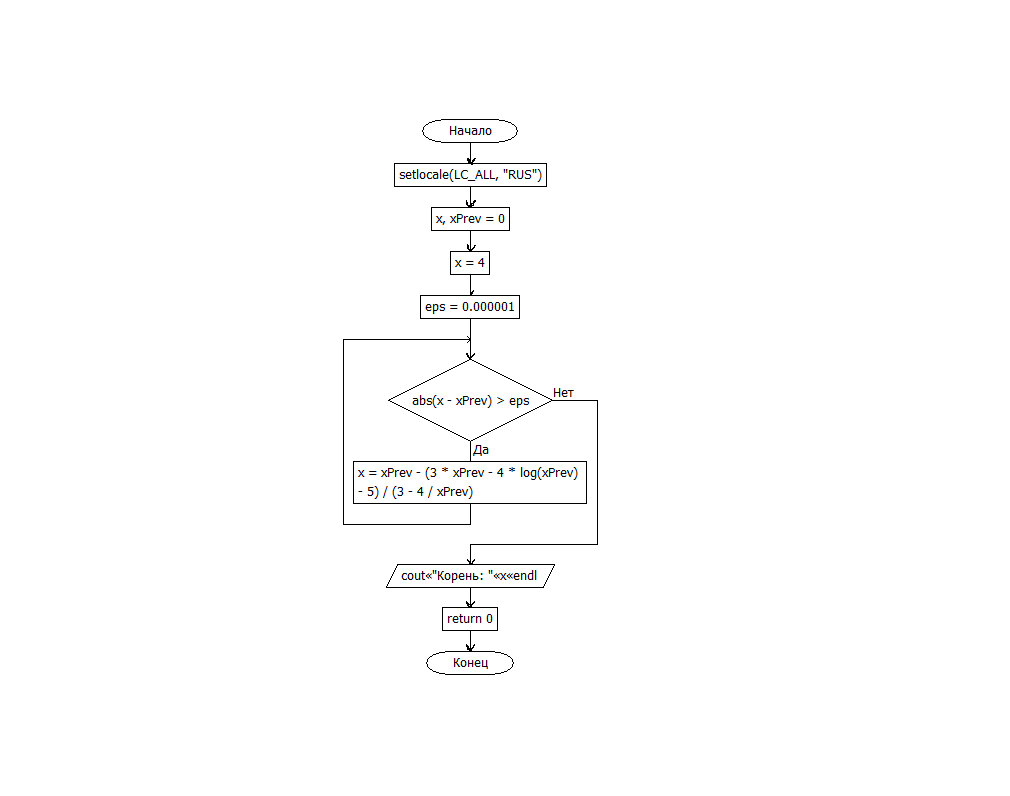 Начало
setlocale(LC_ALL, "RUS")
x, xPrev = 0
x = 4
eps = 0.000001
abs(x - xPrev) > eps
Нет
Да
x = xPrev - (3 * xPrev - 4 * log(xPrev)
- 5) / (3 - 4 / xPrev)
cout«"Корень: "«x«endl
return 0
Конец